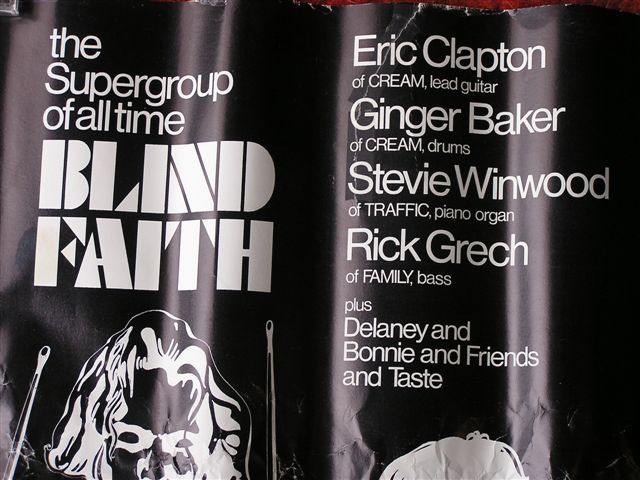 the
Supergroup
of all time
BLIND
FAITH
Eric Clapton
of CREAM, lead guitar
Ginger Baker
of CREAM, drums
Stevie Winwood
of TRAFFIC, piano organ
Rick Grech
of FAMILY, bass
plus
Delaney and
Bonnie and Friends
and Taste